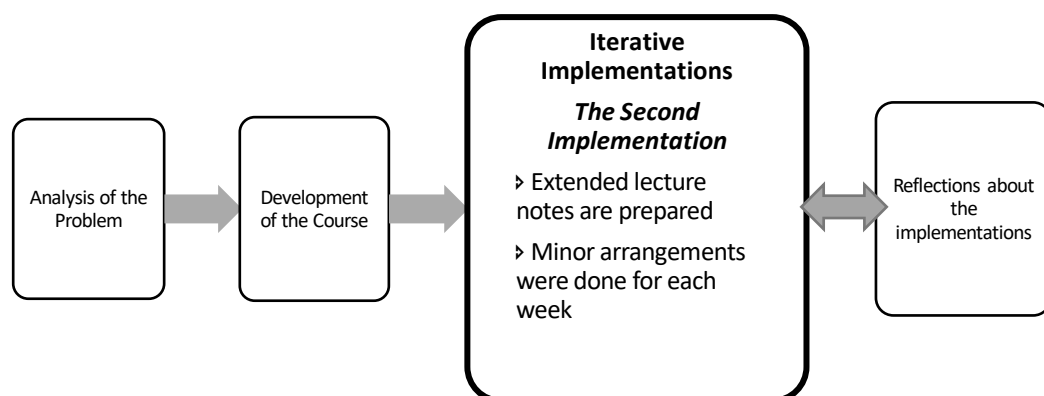 Analysis of the
Problem
Development
of the Course
Iterative
Implementations
The Second
Implementation
▹ Extended lecture
notes are prepared
▹ Minor arrangements
were done for each
week
Reflections about
the
implementations